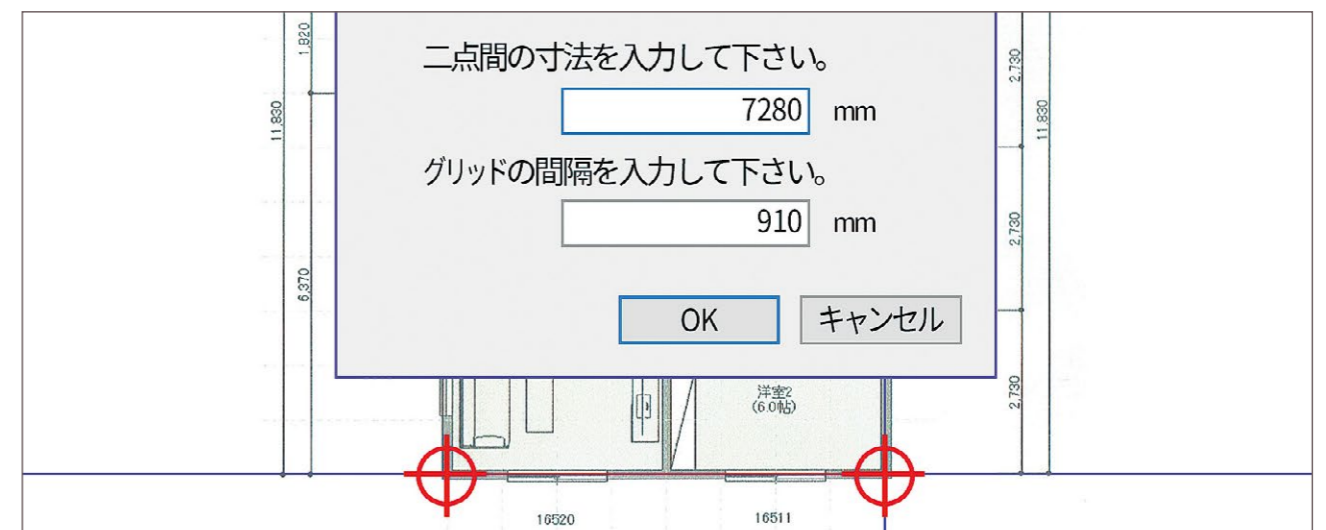 二点間の寸法を入力して下さい。
7280 mm
グリッドの間隔を入力して下さい。
910 mm
OK キャンセル
1,820
11,830
6,370
2,730
11,830
2,730
2,730
洋室2
(6.0帖)
16520
16511